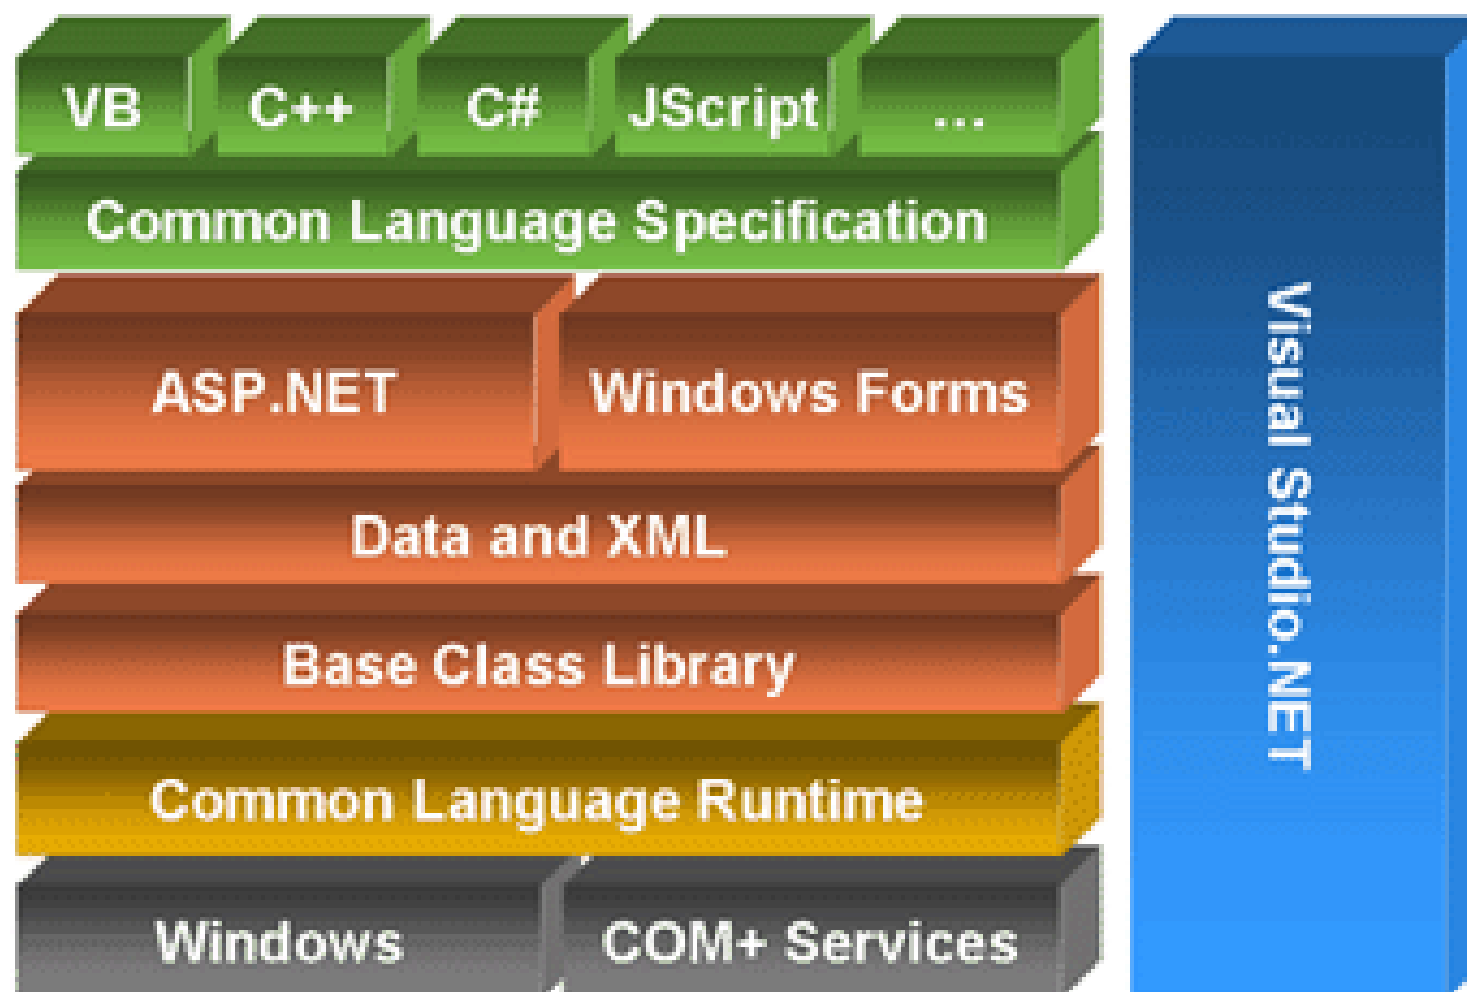 VB C++ C# JScript ...
Common Language Specification
ASP.NET Windows Forms
Data and XML
Base Class Library
Common Language Runtime
Windows COM+ Services
Visual Studio.NET